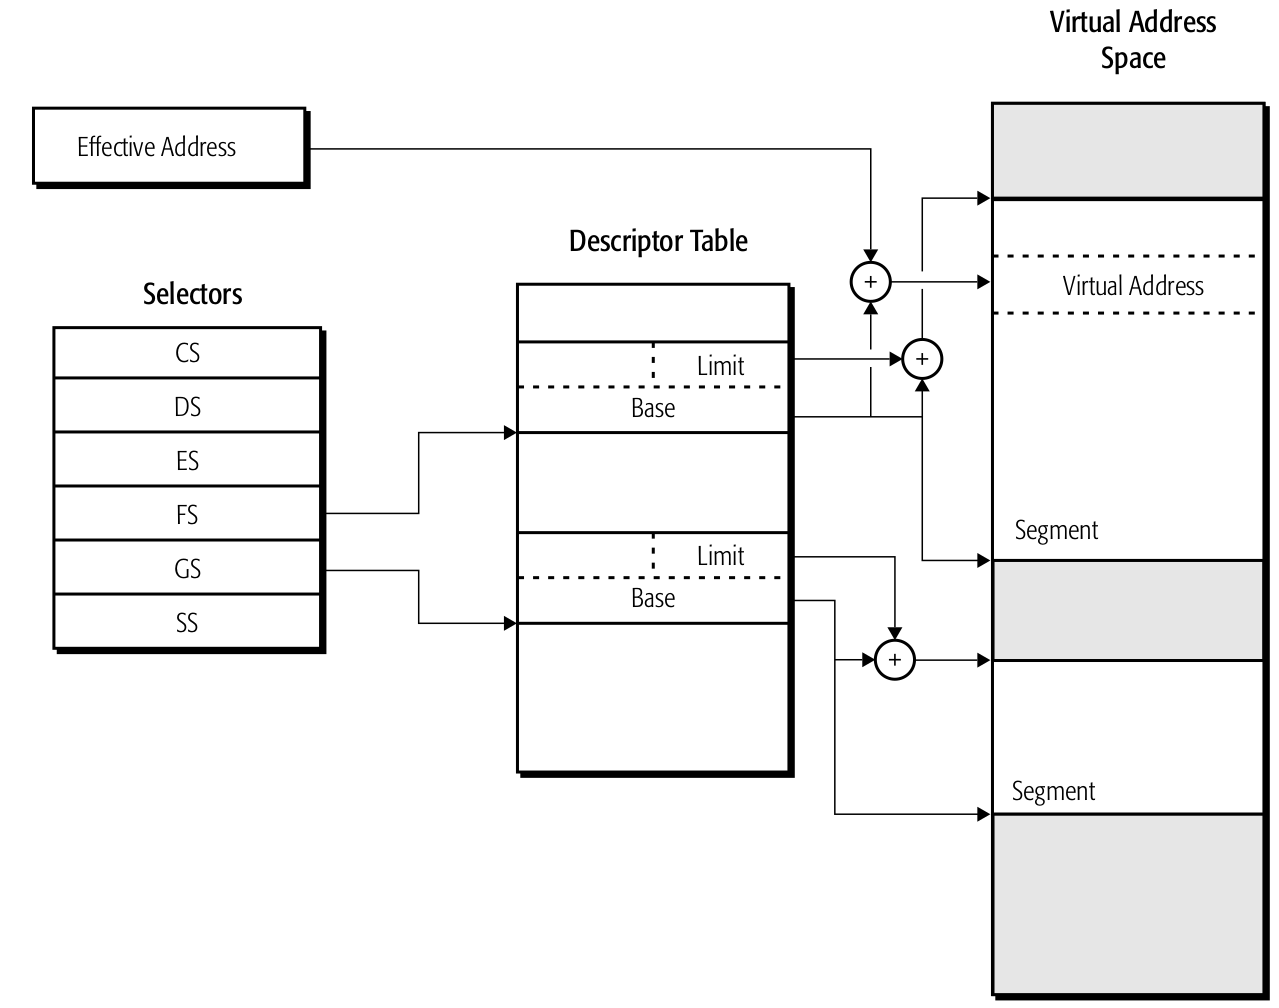 Virtual Address
Space
Effective Address
Descriptor Table
Selectors
CS
DS
ES
FS
GS
SS
Limit
Base
Limit
Base
+
+
+
Virtual Address
Segment
Segment